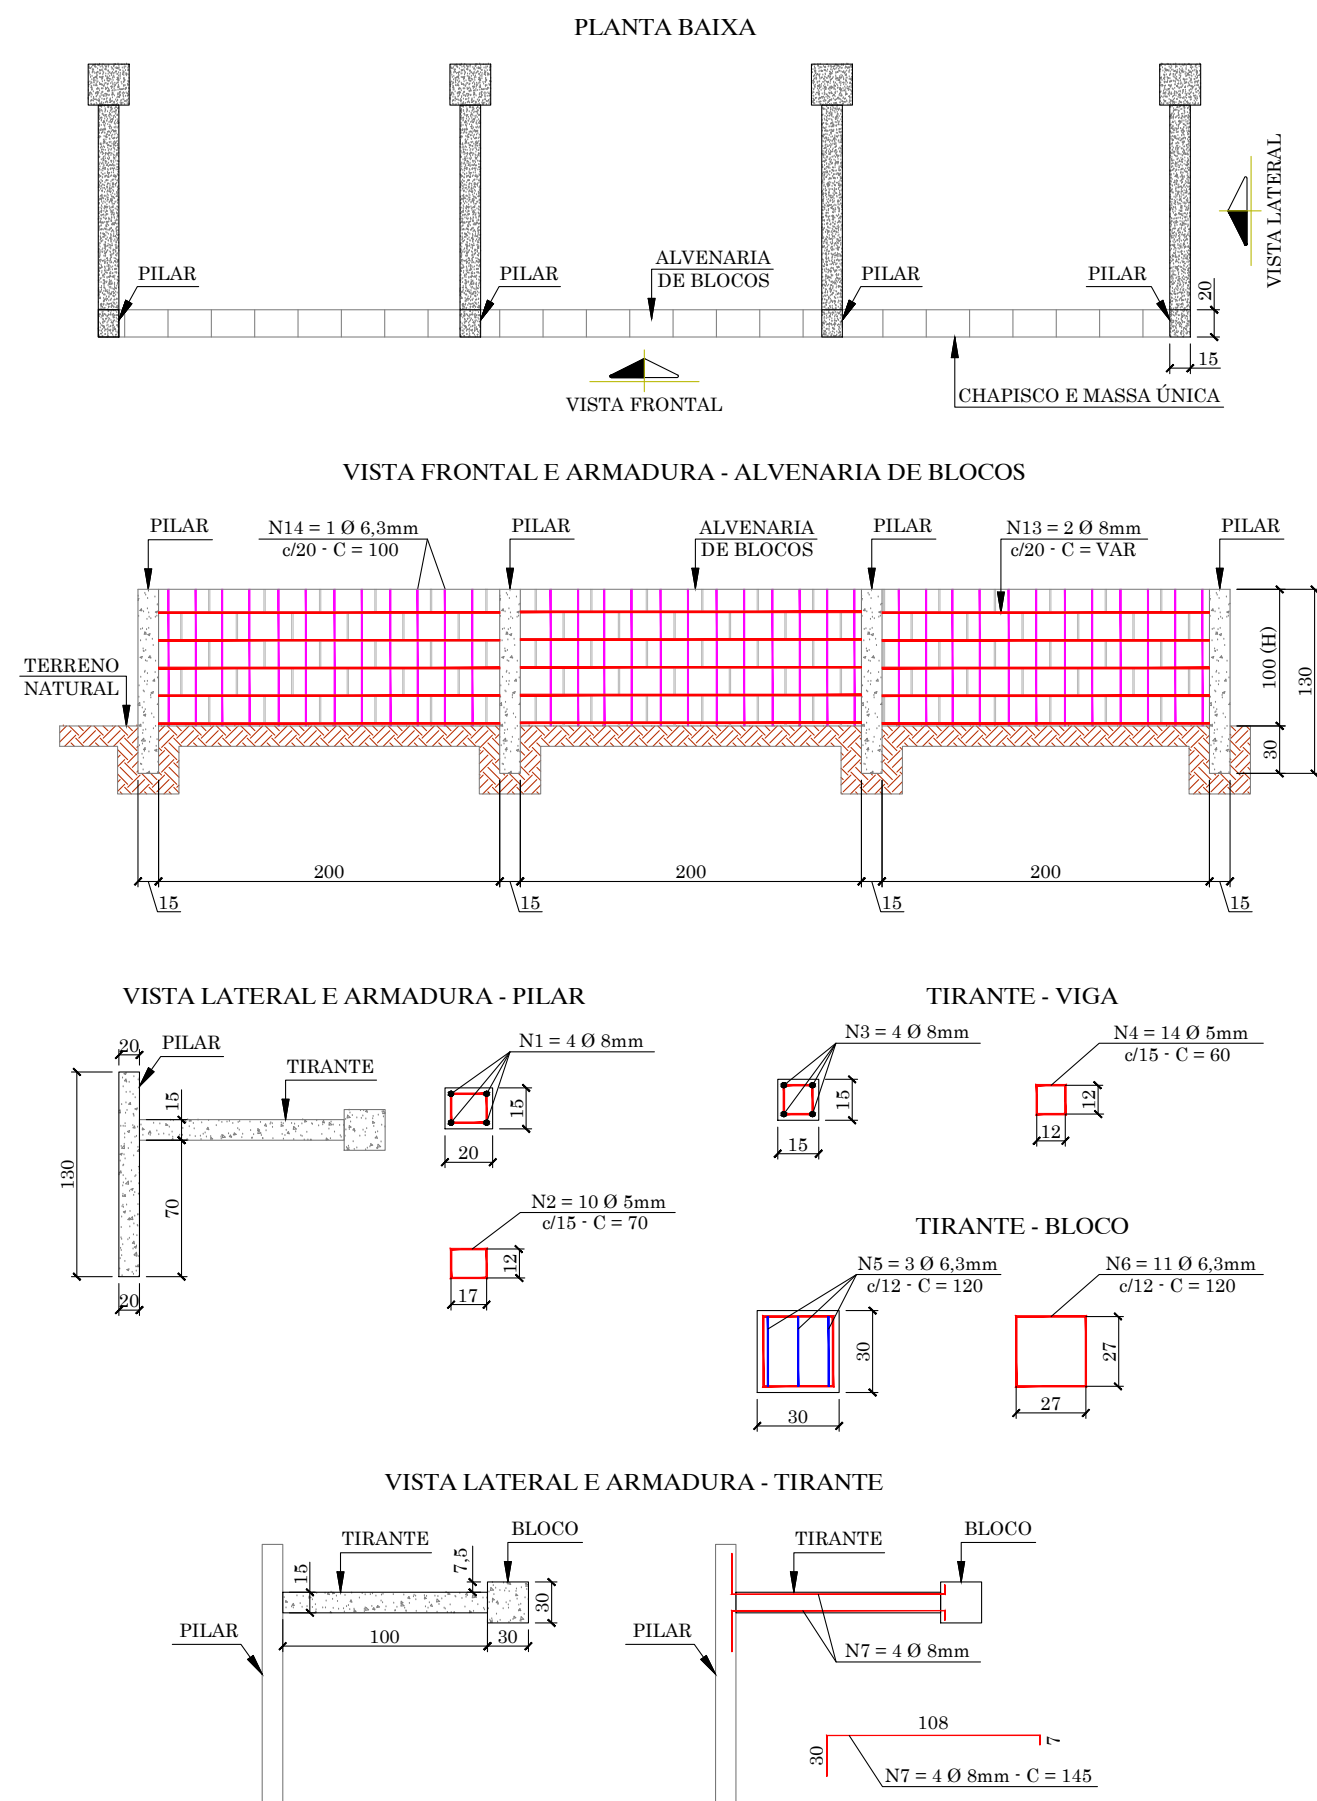 PLANTA BAIXA
VISTA LATERAL
PILAR
PILAR
ALVENARIA
DE BLOCOS
PILAR
PILAR
20
15
VISTA FRONTAL
CHAPISCO E MASSA ÚNICA
VISTA FRONTAL E ARMADURA - ALVENARIA DE BLOCOS
PILAR
N14 = 1 Ø 6,3mm
c/20 - C = 100
PILAR
ALVENARIA
DE BLOCOS
PILAR
N13 = 2 Ø 8mm
c/20 - C = VAR
PILAR
TERRENO
NATURAL
100 (H)
130
30
200
200
200
15
15
15
15
VISTA LATERAL E ARMADURA - PILAR
20
PILAR
TIRANTE
15
130
70
20
N1 = 4 Ø 8mm
15
20
N2 = 10 Ø 5mm
c/15 - C = 70
12
17
TIRANTE - VIGA
N3 = 4 Ø 8mm
15
15
N4 = 14 Ø 5mm
c/15 - C = 60
12
12
TIRANTE - BLOCO
N5 = 3 Ø 6,3mm
c/12 - C = 120
30
30
N6 = 11 Ø 6,3mm
c/12 - C = 120
27
27
VISTA LATERAL E ARMADURA - TIRANTE
TIRANTE
BLOCO
15
7,5
30
PILAR
100
30
TIRANTE
BLOCO
PILAR
N7 = 4 Ø 8mm
108
30
7
N7 = 4 Ø 8mm - C = 145